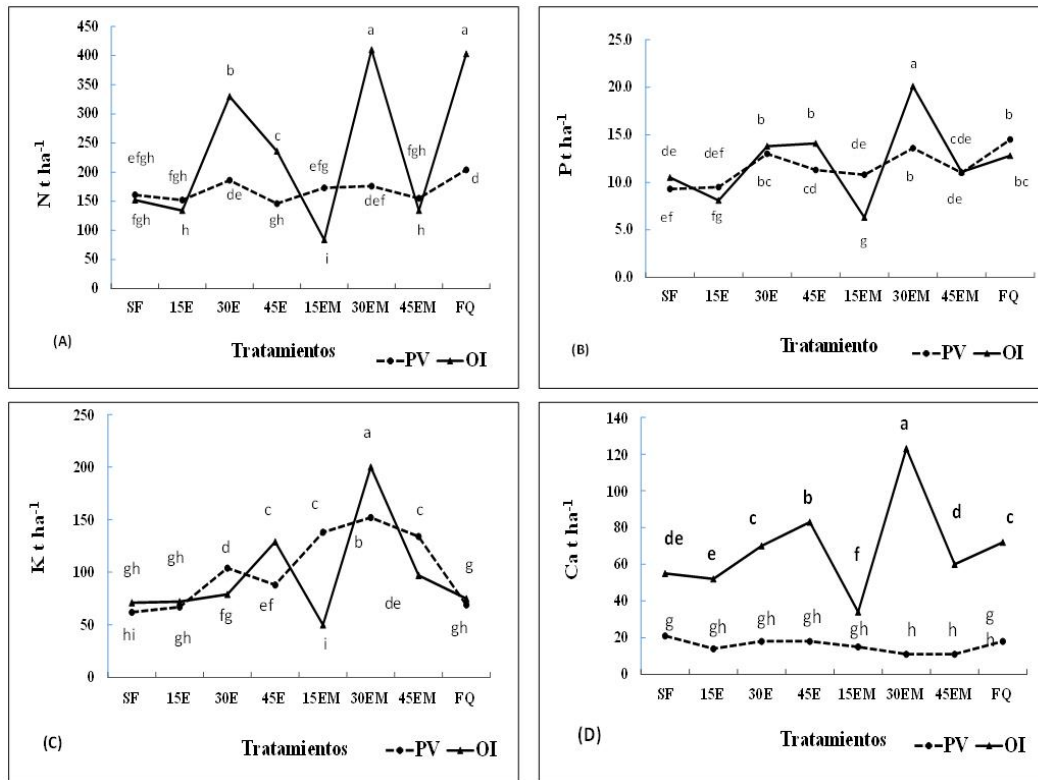 N t ha-1
450
400
350
300
250
200
150
100
50
0
a a
b
c
efgh fgh efg fgh
fgh h de gh def h d
i
SF 15E 30E 45E 15EM 30EM 45EM FQ
(A)
Tratamientos
PV OI
P t ha-1
25.0
20.0
15.0
10.0
5.0
0.0
a
b b b
de def de cde
ef fg bc cd b de bc
g
SF 15E 30E 45E 15EM 30EM 45EM FQ
(B)
Tratamiento
PV OI
K t ha-1
250
200
150
100
50
0
a
c c c
gh gh d b g
hi gh fg ef i de gh
SF 15E 30E 45E 15EM 30EM 45EM FQ
(C)
Tratamientos
PV OI
Ca t ha-1
140
120
100
80
60
40
20
0
a
de e c b f d c
g gh gh gh gh h h g
h
SF 15E 30E 45E 15EM 30EM 45EM FQ
Tratamientos
PV OI
(D)